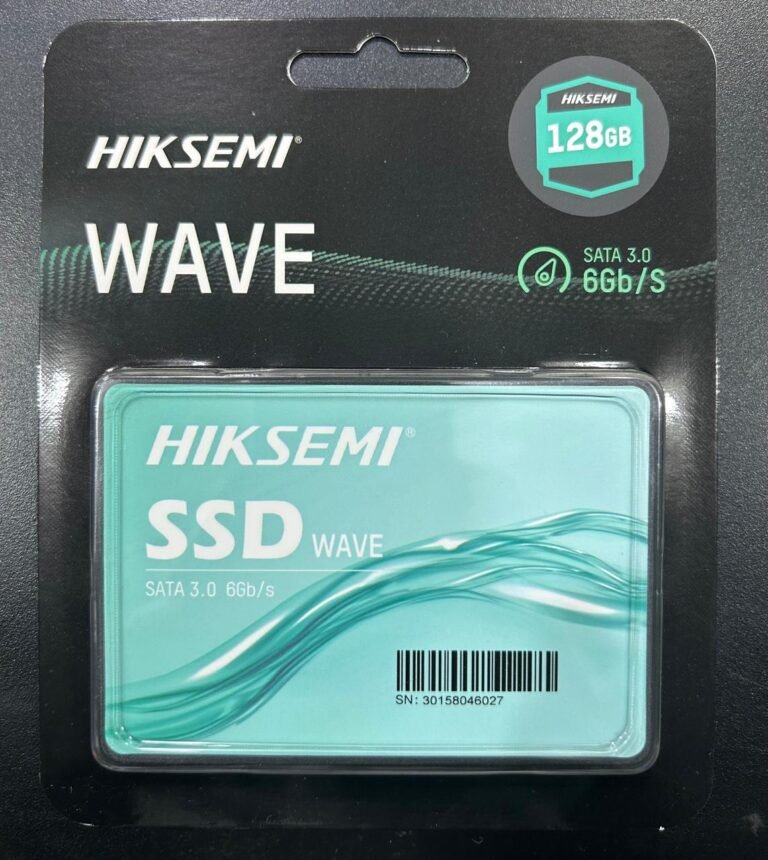 HIKSEMI®
WAVE
HIKSEMI
128GB
SATA 3.0
6Gb/S
HIKSEMI®
SSD WAVE
SATA 3.0 6Gb/s
SN: 30158046027